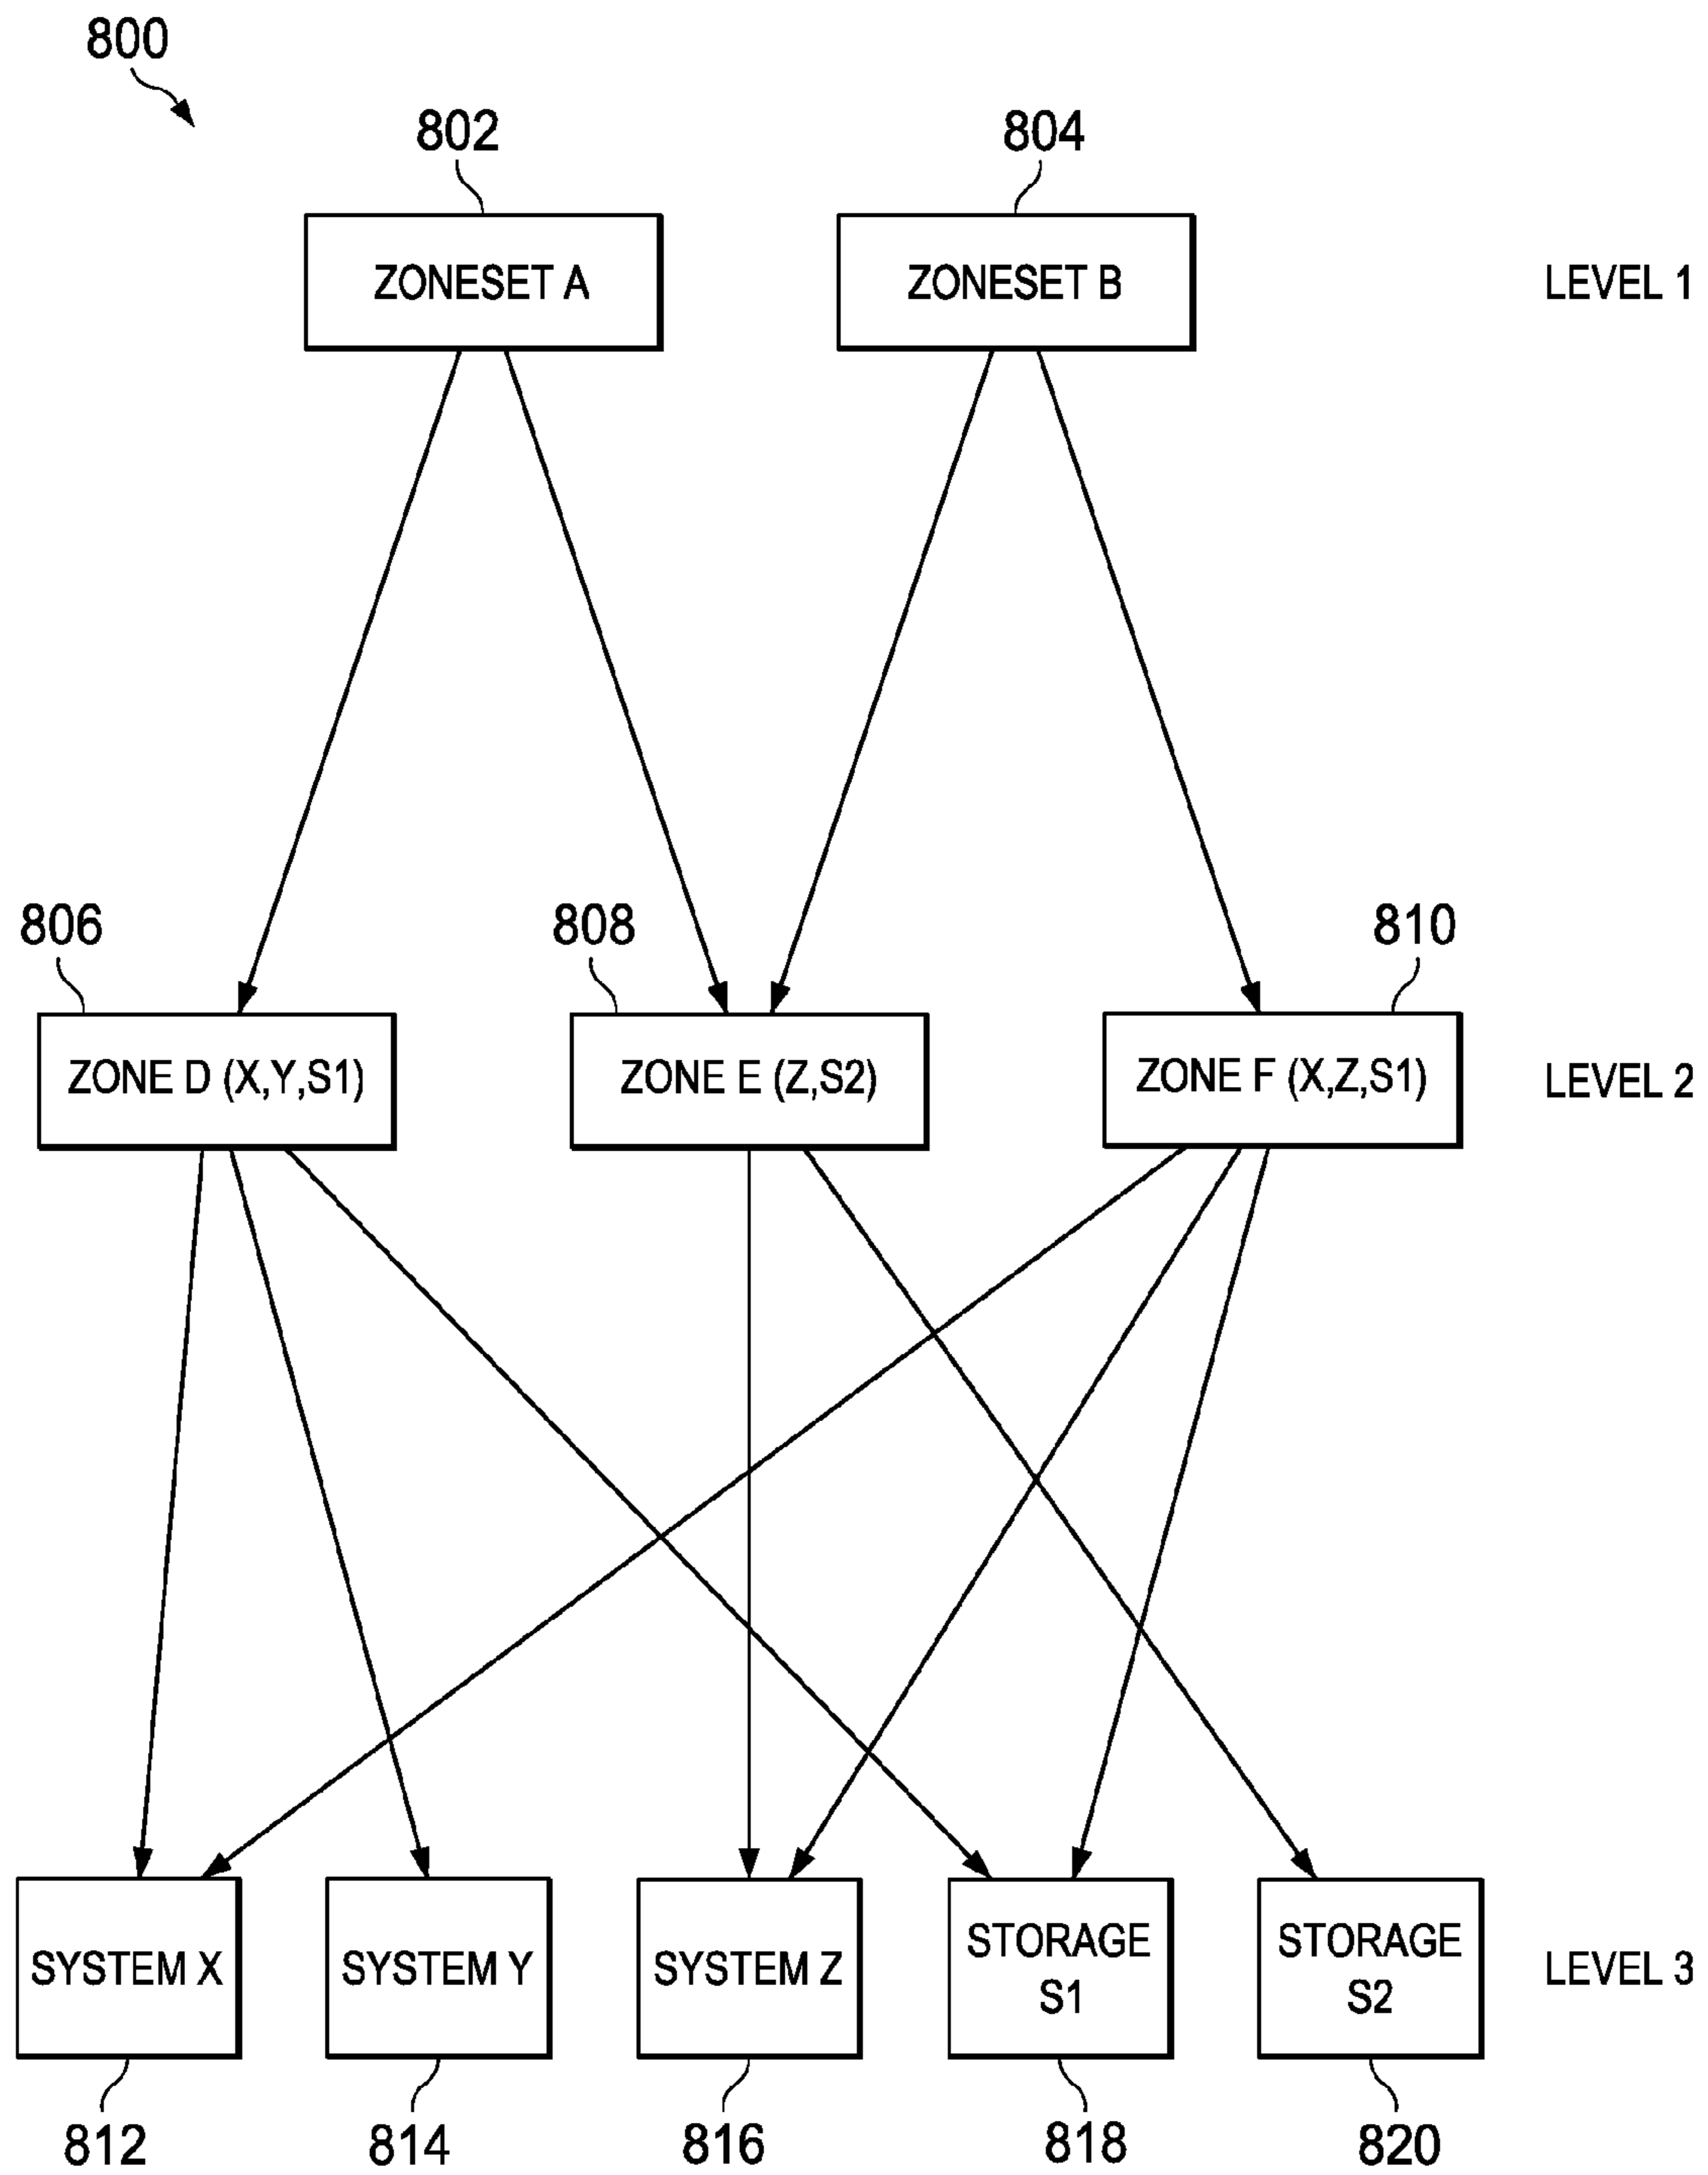 800
802
804
ZONESET A
ZONESET B
LEVEL 1
806
808
810
ZONE D (X,Y,S1)
ZONE E (Z,S2)
ZONE F (X,Z,S1)
LEVEL 2
SYSTEM X
SYSTEM Y
SYSTEM Z
STORAGE
S1
STORAGE
S2
LEVEL 3
812
814
816
818
820